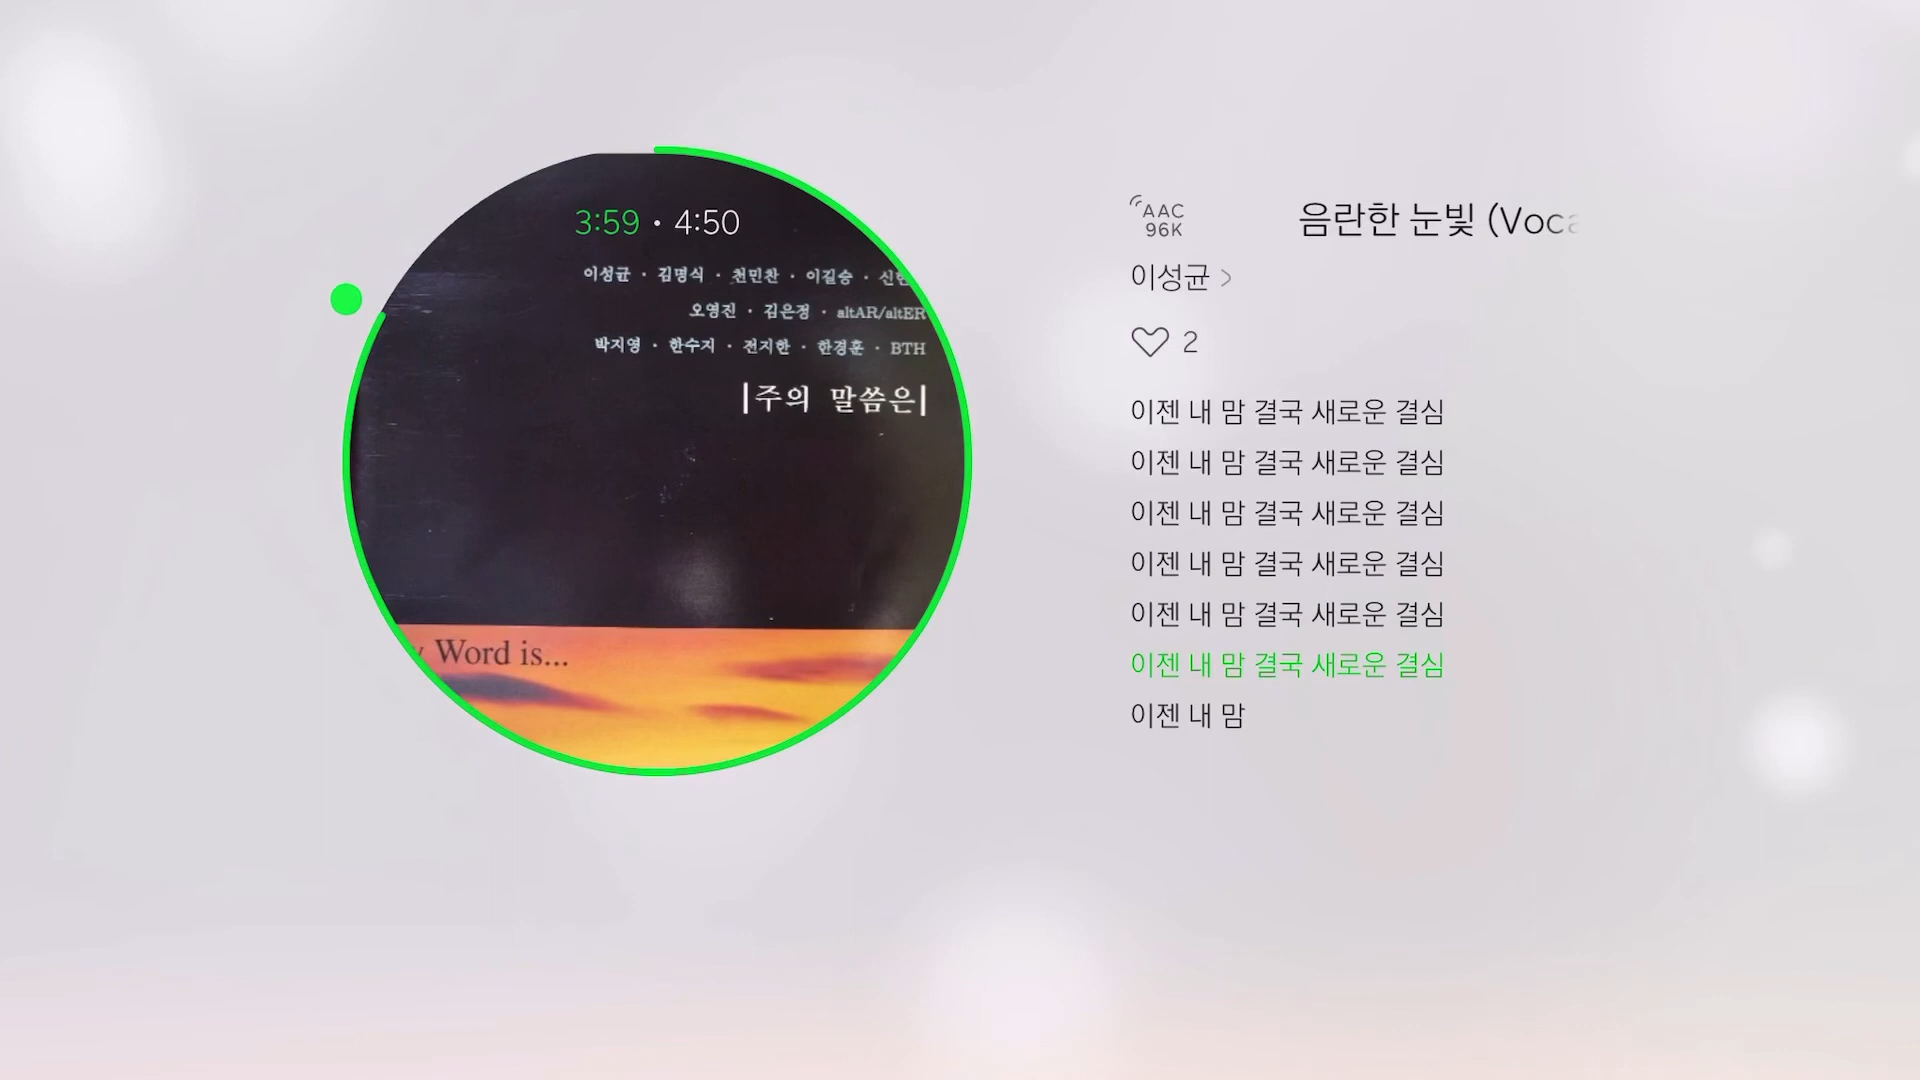 3:59 • 4:50
이성균 · 김명식 · 천민찬 · 이길승 ·
오영진 · 김은정 · altAR/altER
박지영 · 한수지 · 전지한 · 한경훈 · BTH
|주의 말씀은|
Word is...
AAC
96K
음란한 눈빛 (Voca
이성균 >
2
이젠 내 맘 결국 새로운 결심
이젠 내 맘 결국 새로운 결심
이젠 내 맘 결국 새로운 결심
이젠 내 맘 결국 새로운 결심
이젠 내 맘 결국 새로운 결심
이젠 내 맘 결국 새로운 결심
이젠 내 맘